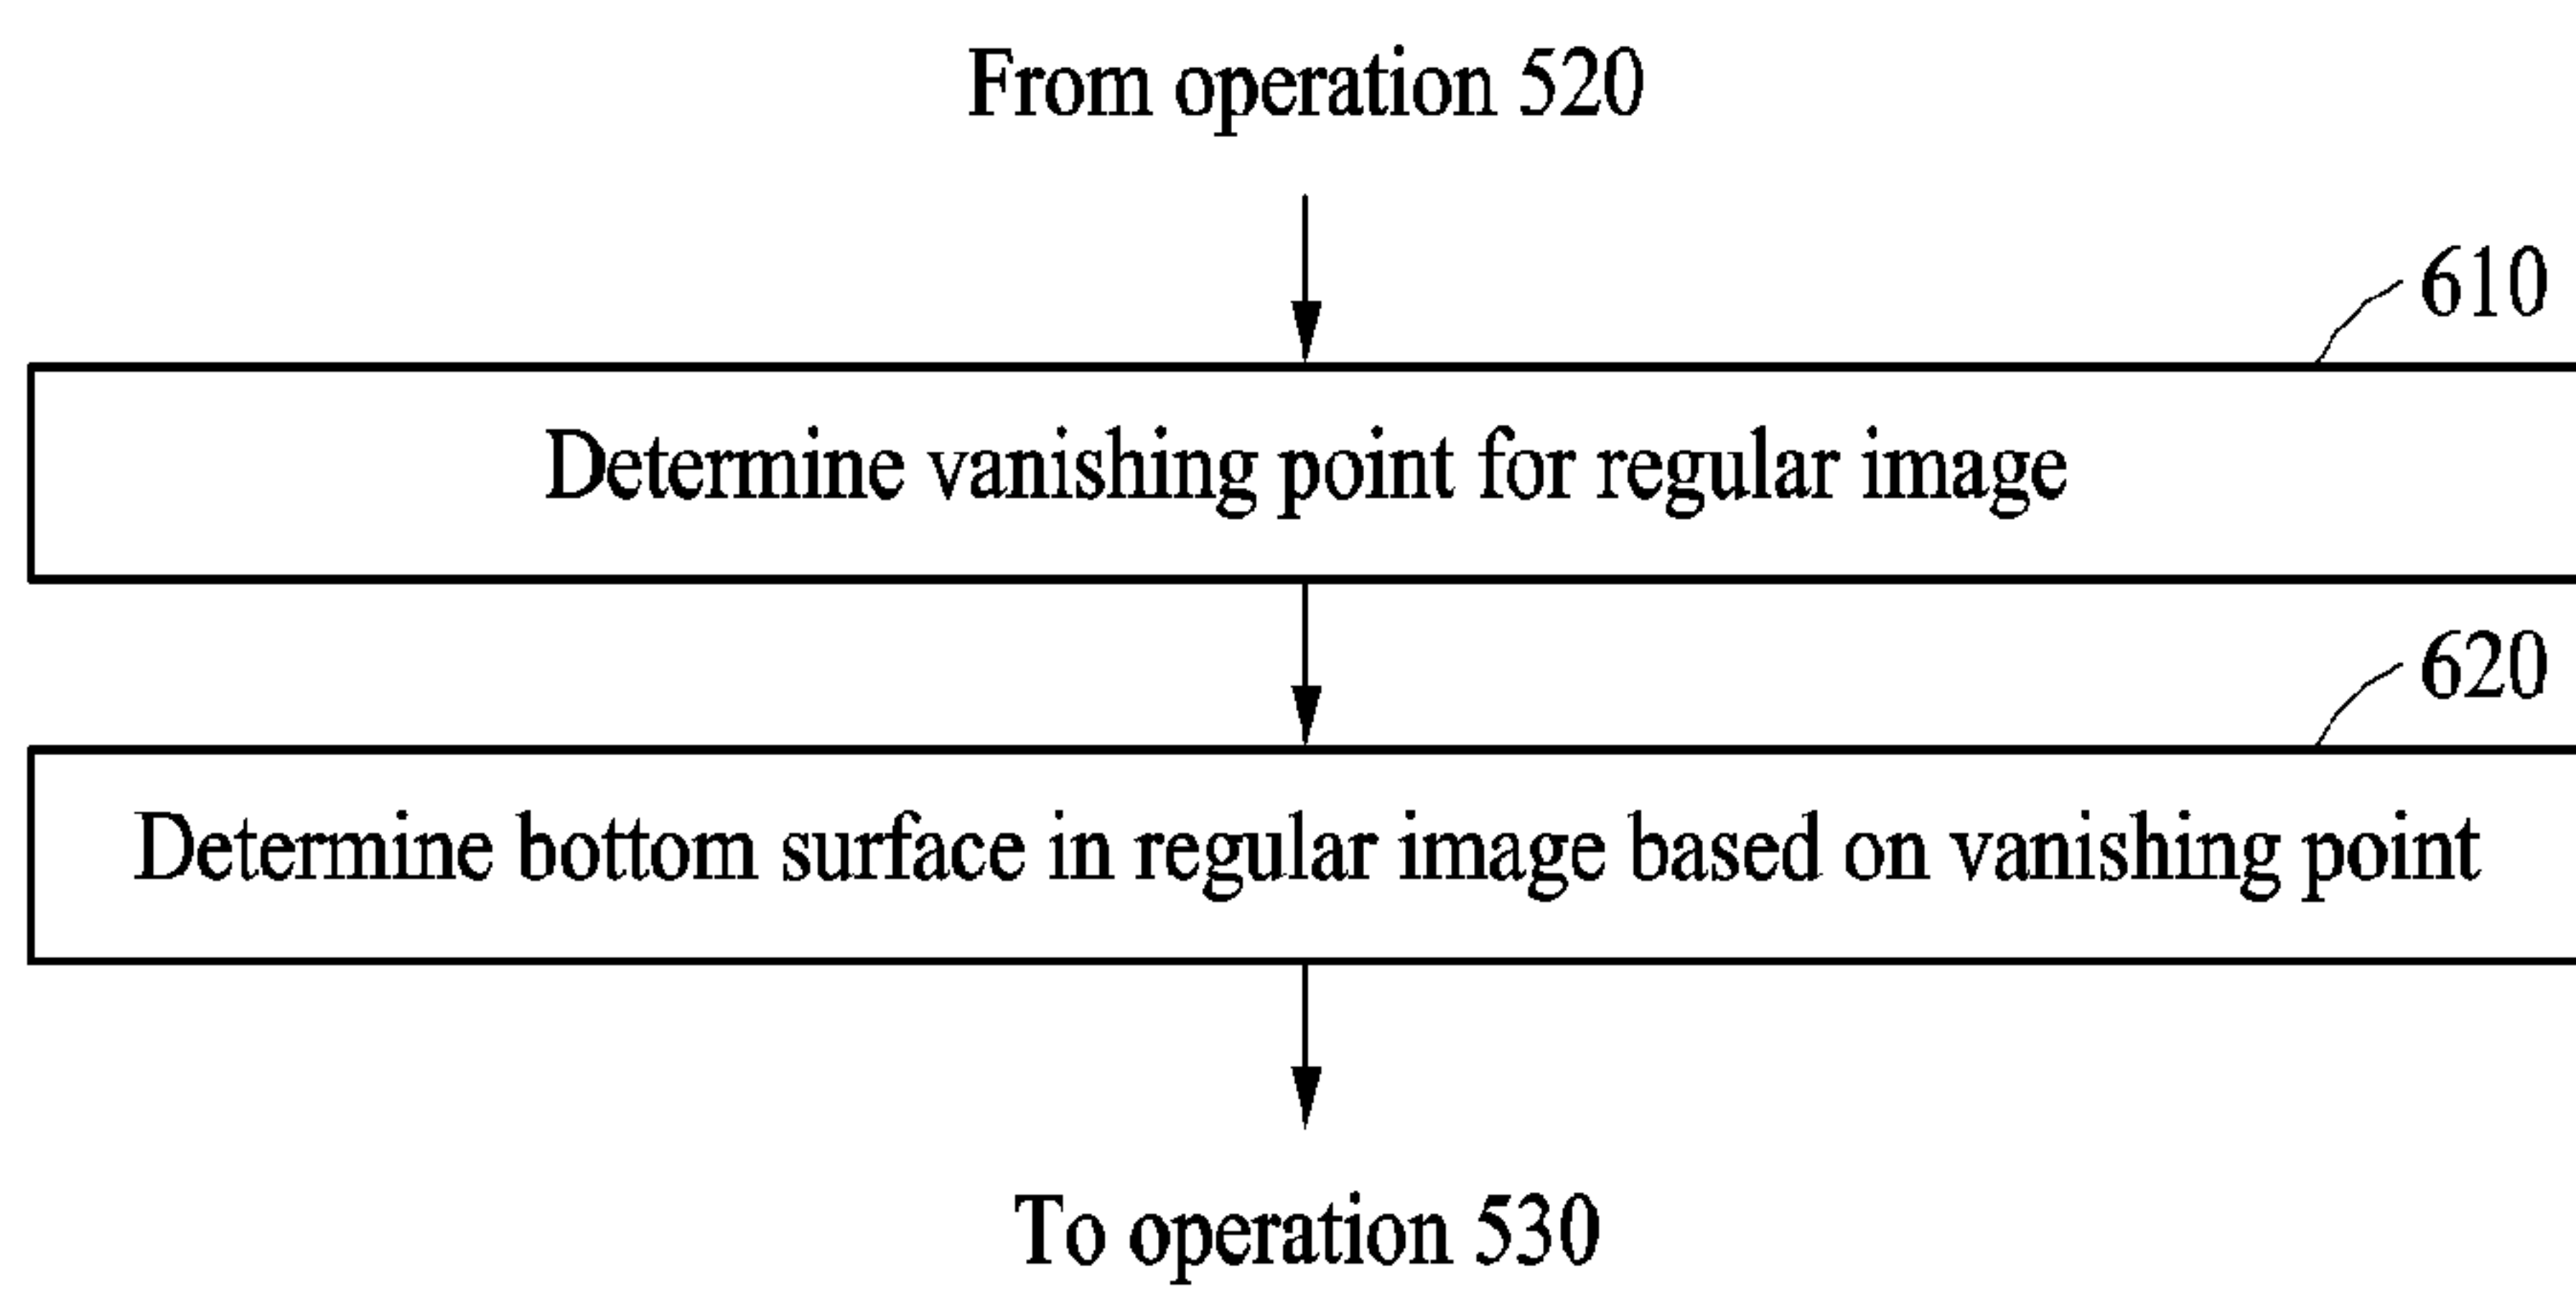 From operation 520
610
Determine vanishing point for regular image
620
Determine bottom surface in regular image based on vanishing point
To operation 530